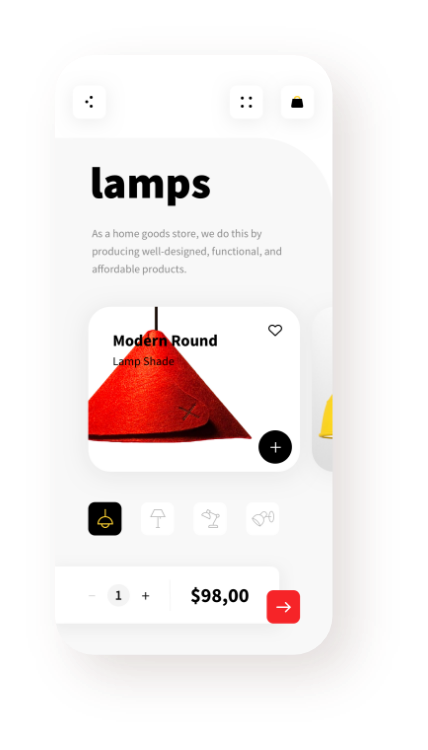 lamps
As a home goods store, we do this by
producing well-designed, functional, and
affordable products.
Modern Round
Lamp Shade
− 1 + $98,00